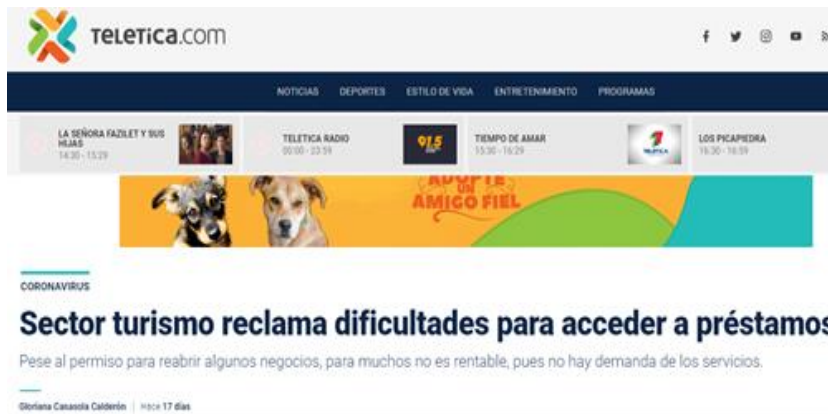 TELETICA.com
NOTICIAS DEPORTES ESTILO DE VIDA ENTRETENIMIENTO PROGRAMAS
LA SEÑORA FAZILET Y SUS HIJAS
14:30 - 15:29
TELETICA RADIO
00:00 - 23:59
91.5
TIEMPO DE AMAR
15:30 - 16:29
7
TELETICA
LOS PICAPIEDRA
16:30 - 16:59
ADOPTE
UN
AMIGO FIEL
CORONAVIRUS
Sector turismo reclama dificultades para acceder a préstamos
Pese al permiso para reabrir algunos negocios, para muchos no es rentable, pues no hay demanda de los servicios.
Gloriana Casasola Calderón | Hace 17 días